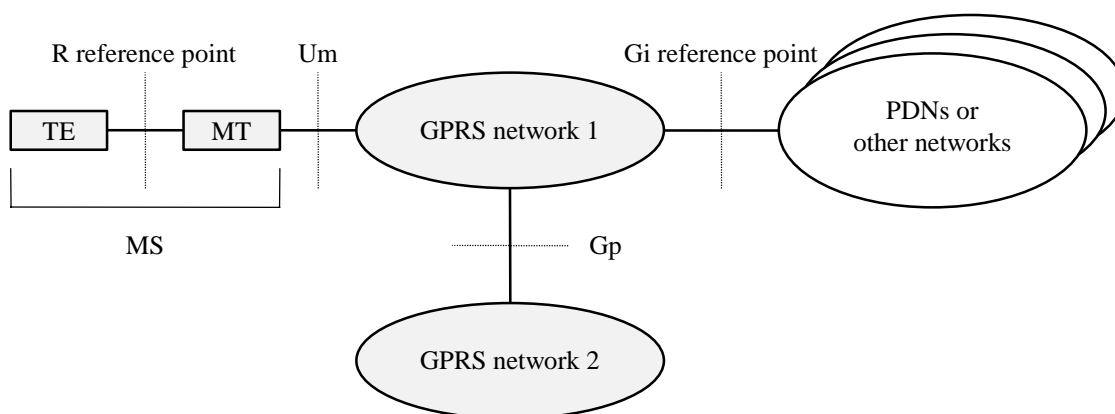 R reference point
Um
Gi reference point
TE
MT
GPRS network 1
PDNs or
other networks
MS
Gp
GPRS network 2